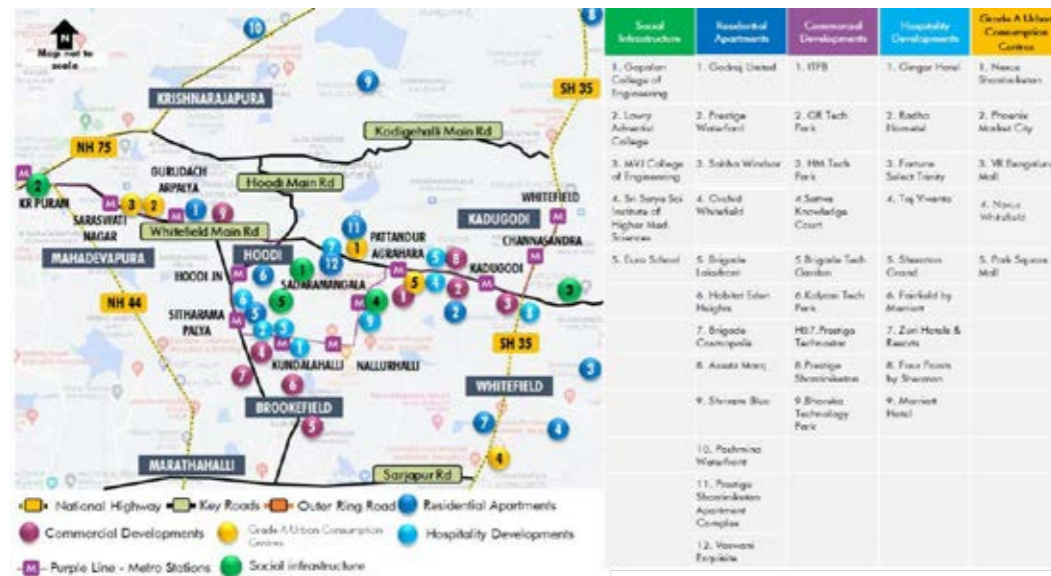 N
Map not to
scale
KRISHNARAJAPURA
Kodigehalli Main Rd
SH 35
NH 75
GURUDACH
ARPALYA
Hoodi Main Rd
KR PURAM
SARASWATI
NAGAR
Whitefield Main Rd
WHITEFIELD
KADUGODI
CHANNASANDRA
MAHADEVAPURA
HOODI
PATTANDUR
AGRAHARA
HOODI JN
SADARAMANGALA
KADUGODI
NH 44
SITHARAMA
PALYA
KUNDALAHALLI
NALLURHALLI
SH 35
WHITEFIELD
BROOKEFIELD
MARATHAHALLI
Sarjapur Rd
National Highway
Key Roads
Outer Ring Road
Residential Apartments
Commercial Developments
Grade A Urban Consumption
Centres
Hospitality Developments
M
Purple Line - Metro Stations
Social infrastructure
Social
Infrastructure
Residential
Apartments
Commercial
Developments
Hospitality
Developments
Grade A Urban
Consumption
Centres
1. Gopalan
College of
Engineering
1. Godrej United
1. ITPB
1. Ginger Hotel
1. Nexus
Shantiniketan
2. Lowry
Adventist
College
2. Prestige
Waterford
2. GR Tech
Park
2. Radha
Hometel
2. Phoenix
Market City
3. MVJ College
of Engineering
3. Sobha Windsor
3. HM Tech
Park
3. Fortune
Select Trinity
3. VR Bengaluru
Mall
4. Sri Satya Sai
Institute of
Higher Med.
Sciences
4. Orchid
Whitefield
4. Sattva
Knowledge
Court
4. Taj Vivanta
4. Nexus
Whitefield
5. Euro School
5. Brigade
Lakefront
5. Brigade Tech
Garden
5. Sheraton
Grand
5. Park Square
Mall
6. Habitat Eden
Heights
6. Kalyani Tech
Park
6. Fairfield by
Marriott
7. Brigade
Cosmopolis
7. Prestige
Technostar
7. Zuri Hotels &
Resorts
8. Assetz Marq
8. Prestige
Shantiniketan
8. Four Points
by Sheraton
9. Shriram Blue
9. Bhoruka
Technology
Park
9. Marriott
Hotel
10. Pashmina
Waterfront
11. Prestige
Shantiniketan
Apartment
Complex
12. Vaswani
Exquisite